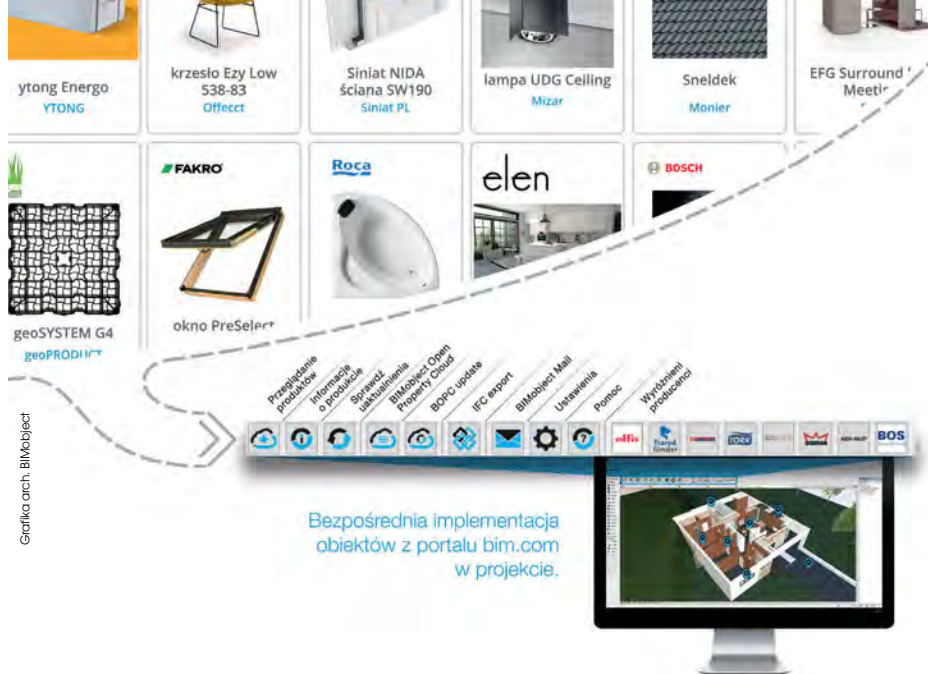 ytong Energo
YTONG
krzesło Ezy Low
538-83
Offecct
Siniat NIDA
ściana SW190
Siniat PL
lampa UDG Ceiling
Mizar
Sneldek
Monier
EFG Surround
FAKRO
Roca
elen
BOSCH
geoSYSTEM G4
geoPRODUCT
okno PreSelect
Przeglądanie
produktów
Informacje
o produkcie
Sprawdź
uaktualnienia
BIMobject Open
Property Cloud
BOPC update
IFC export
BIMobject Mail
Ustawienia
Pomoc
Wyróżnieni
producenci
elfis
TORK
BOS
Bezpośrednia implementacja
obiektów z portalu bim.com
w projekcie.
Grafika arch. BIMobject